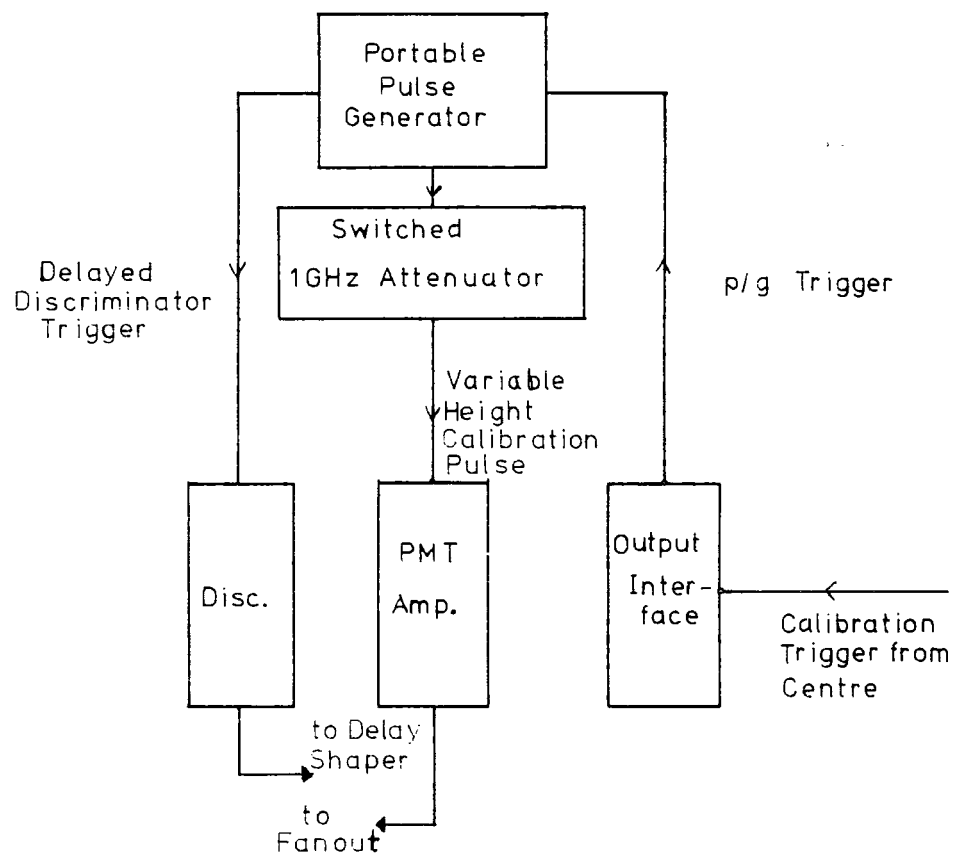 Portable
Pulse
Generator
Switched
1GHz Attenuator
Delayed
Discriminator
Trigger
p/g Trigger
Variable
Height
Calibration
Pulse
Disc.
PMT
Amp.
Output
Inter-
face
Calibration
Trigger from
Centre
to Delay
Shaper
to
Fanout